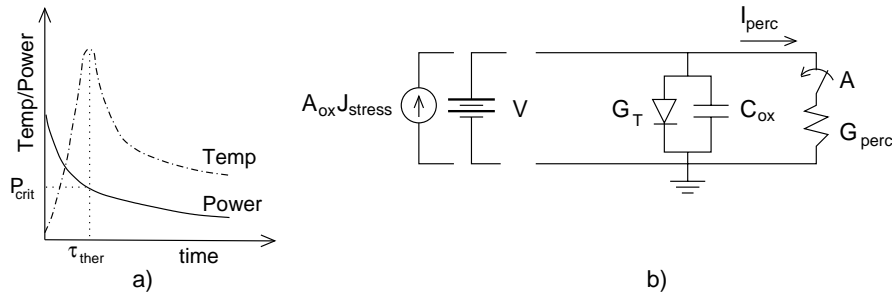 Temp/Power
P_crit
Temp
Power
τ_ther
time
a)
I_perc
A_ox J_stress
V
G_T
C_ox
A
G_perc
b)